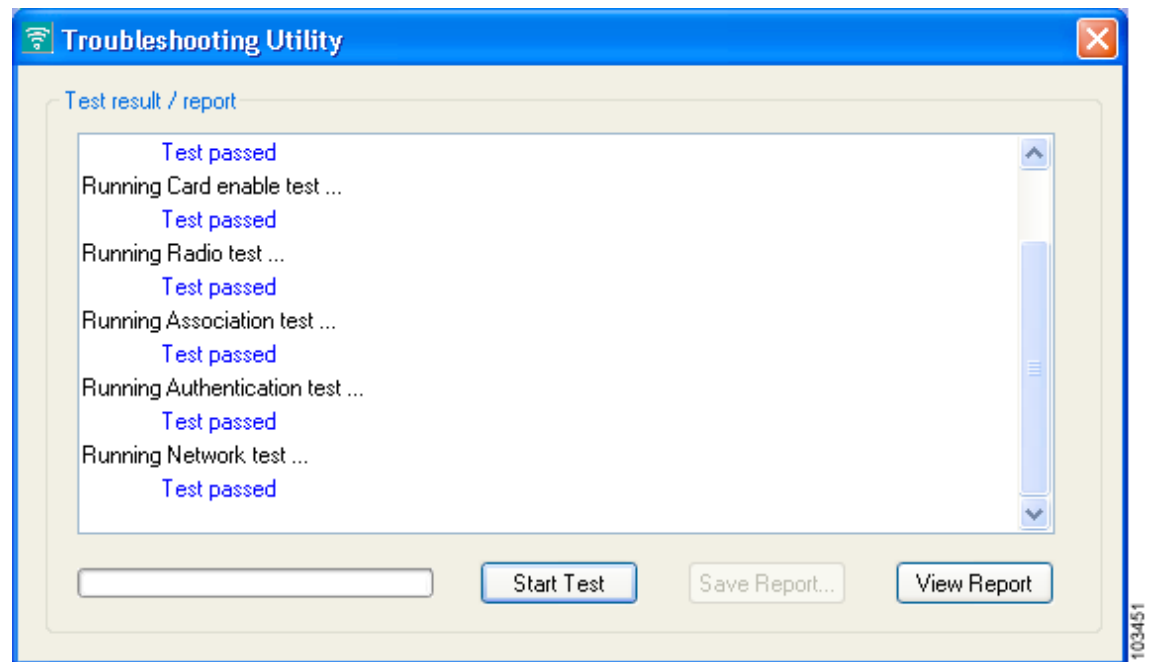 Troubleshooting Utility
Test result / report
Test passed
Running Card enable test ...
Test passed
Running Radio test ...
Test passed
Running Association test ...
Test passed
Running Authentication test ...
Test passed
Running Network test ...
Test passed
Start Test
Save Report...
View Report
103451